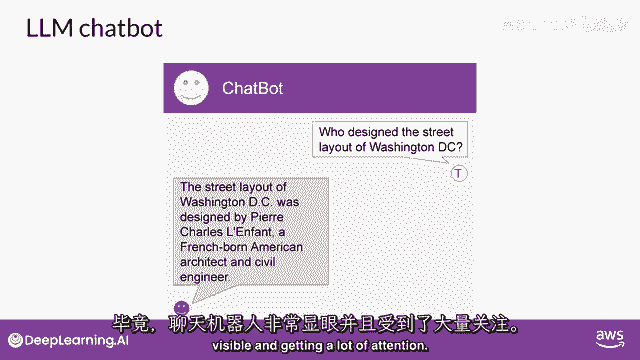 LLM chatbot
ChatBot
Who designed the street
layout of Washington DC?
T
The street layout of
Washington D.C. was
designed by Pierre
Charles L'Enfant, a
French-born American
architect and civil
engineer.
毕竟，聊天机器人非常显眼并且受到了大量关注。
visible and getting a lot of attention.
DeepLearning.AI
aws